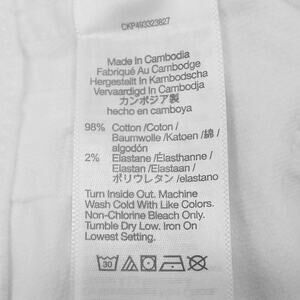 CKP493323827
Made In Cambodia
Fabriqué Au Cambodge
Hergestellt In Kambodscha
Vervaardigd In Cambodja
カンボジア製
hecho en camboya
98% Cotton /Coton /
Baumwolle / Katoen / 綿 /
algodón
2% Elastane /Élasthanne /
Elastan /Elastaan /
ポリウレタン /elastano
Turn Inside Out. Machine
Wash Cold With Like Colors.
Non-Chlorine Bleach Only.
Tumble Dry Low. Iron On
Lowest Setting.
30